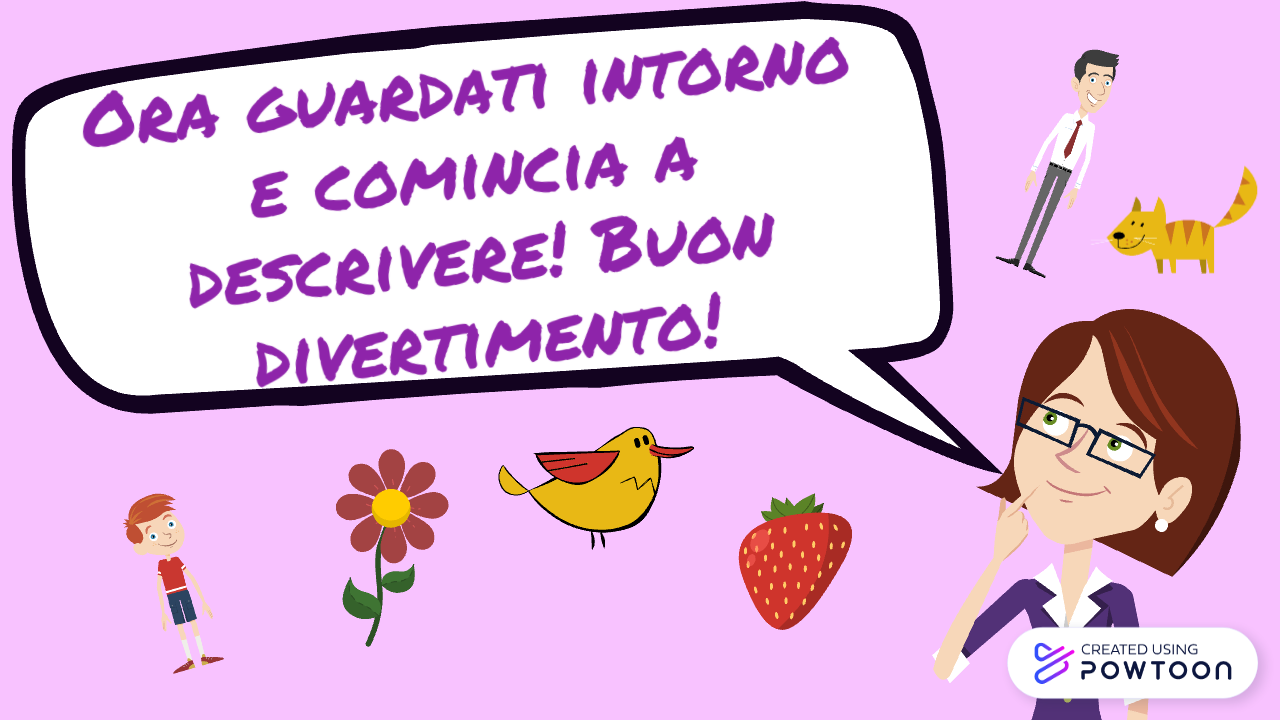 Ora guardati intorno
e comincia a
descrivere! Buon
divertimento!
CREATED USING
POWTOON